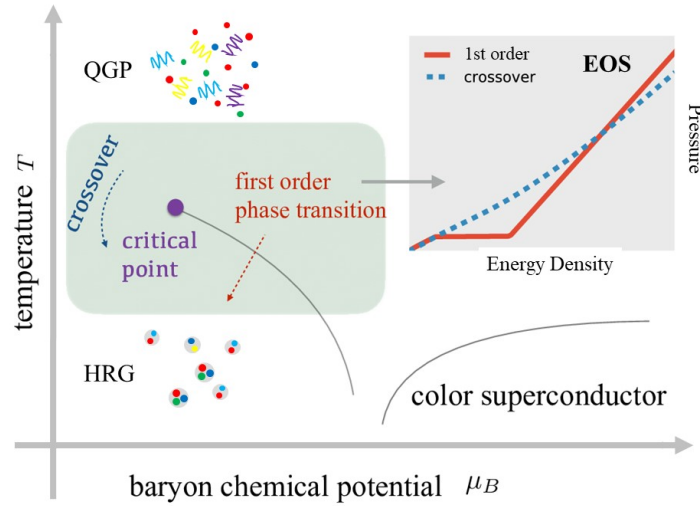 QGP
1st order
crossover
EOS
Pressure
Energy Density
crossover
first order
phase transition
critical
point
temperature T
HRG
color superconductor
baryon chemical potential μ_B